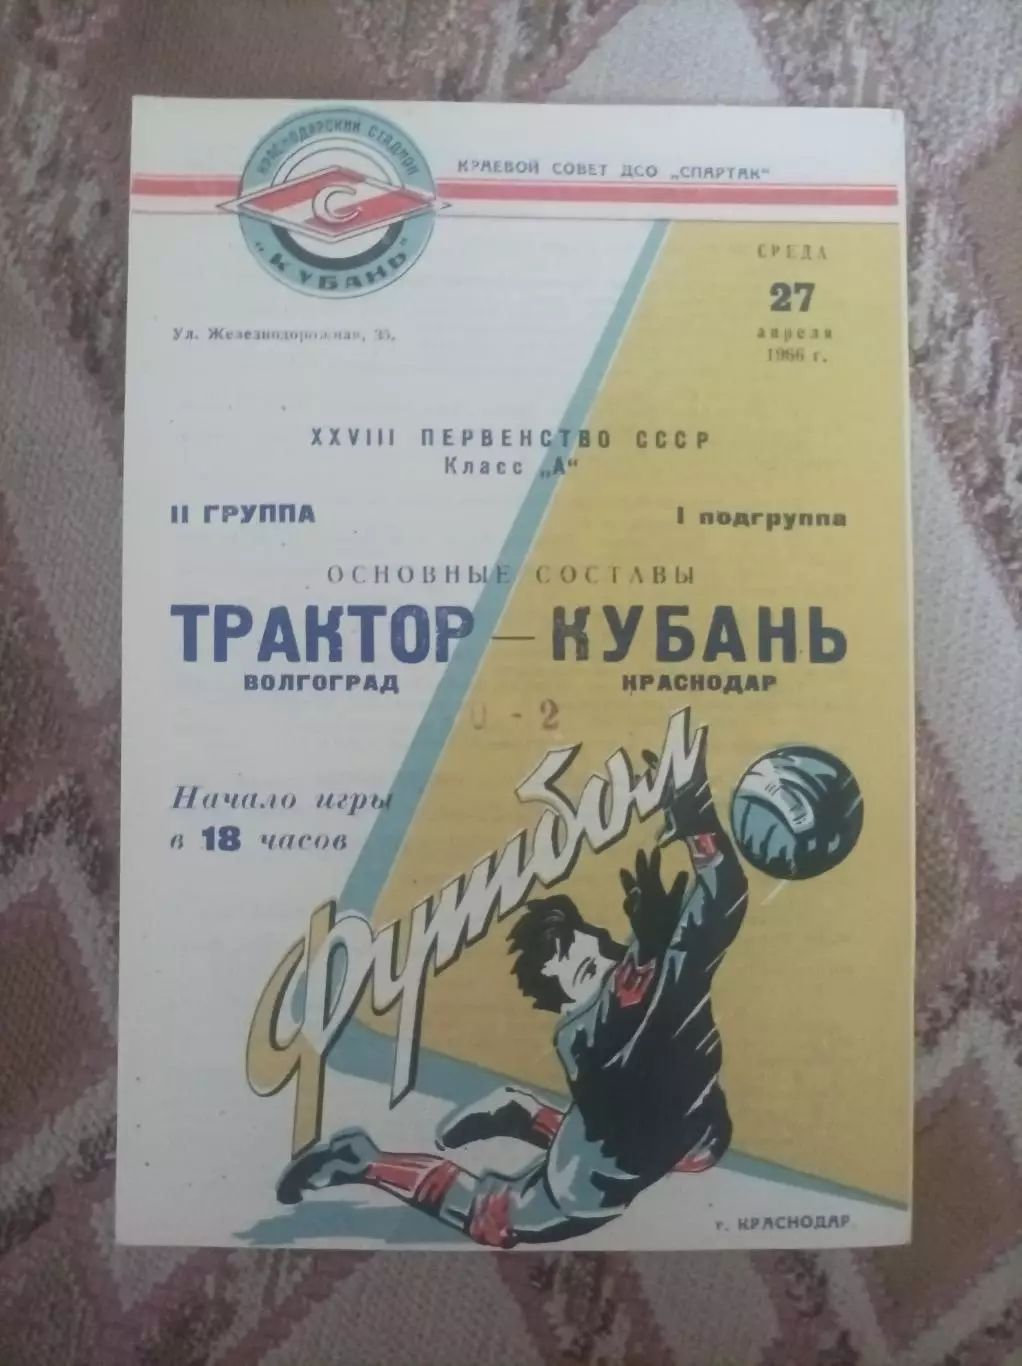 КРАСНОДАРСКИЙ СТАДИОН
С
„КУБАНЬ"
КРАЕВОЙ СОВЕТ ДСО „СПАРТАК"
СРЕДА
27
апреля
1966 г.
Ул. Железнодорожная, 35.
XXVIII ПЕРВЕНСТВО СССР
Класс „А"
II ГРУППА I подгруппа
ОСНОВНЫЕ СОСТАВЫ
ТРАКТОР — КУБАНЬ
ВОЛГОГРАД КРАСНОДАР
0 - 2
Начало игры
в 18 часов
Футбол
г. КРАСНОДАР.